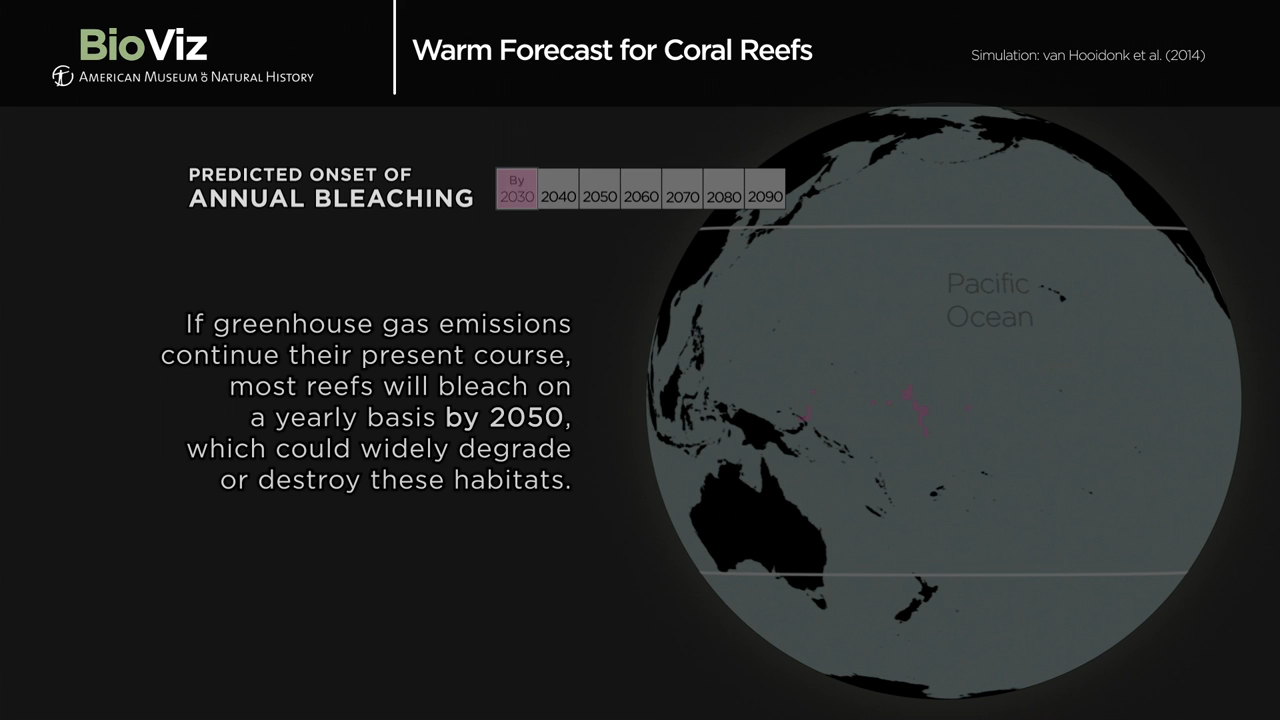 BioViz
American Museum of Natural History
Warm Forecast for Coral Reefs
Simulation: van Hooidonk et al. (2014)
PREDICTED ONSET OF
ANNUAL BLEACHING
By
2030 2040 2050 2060 2070 2080 2090
Pacific
Ocean
If greenhouse gas emissions
continue their present course,
most reefs will bleach on
a yearly basis by 2050,
which could widely degrade
or destroy these habitats.